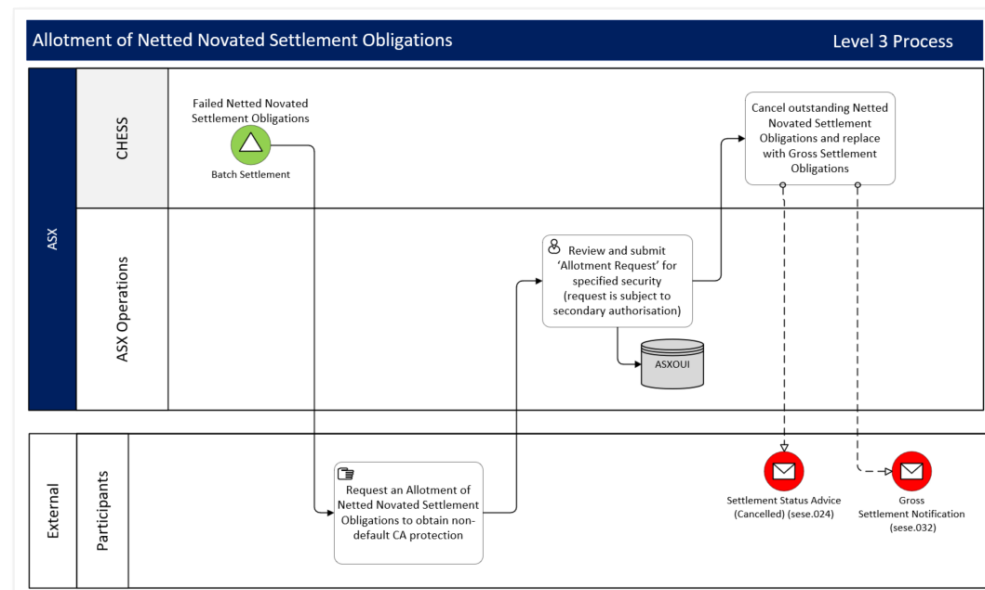 Allotment of Netted Novated Settlement Obligations
Level 3 Process
ASX
CHESS
Failed Netted Novated
Settlement Obligations
Batch Settlement
Cancel outstanding Netted
Novated Settlement
Obligations and replace
with Gross Settlement
Obligations
ASX Operations
Review and submit
‘Allotment Request’ for
specified security
(request is subject to
secondary authorisation)
ASXOUI
External
Participants
Request an Allotment of
Netted Novated Settlement
Obligations to obtain non-
default CA protection
Settlement Status Advice
(Cancelled) (sese.024)
Gross
Settlement Notification
(sese.032)